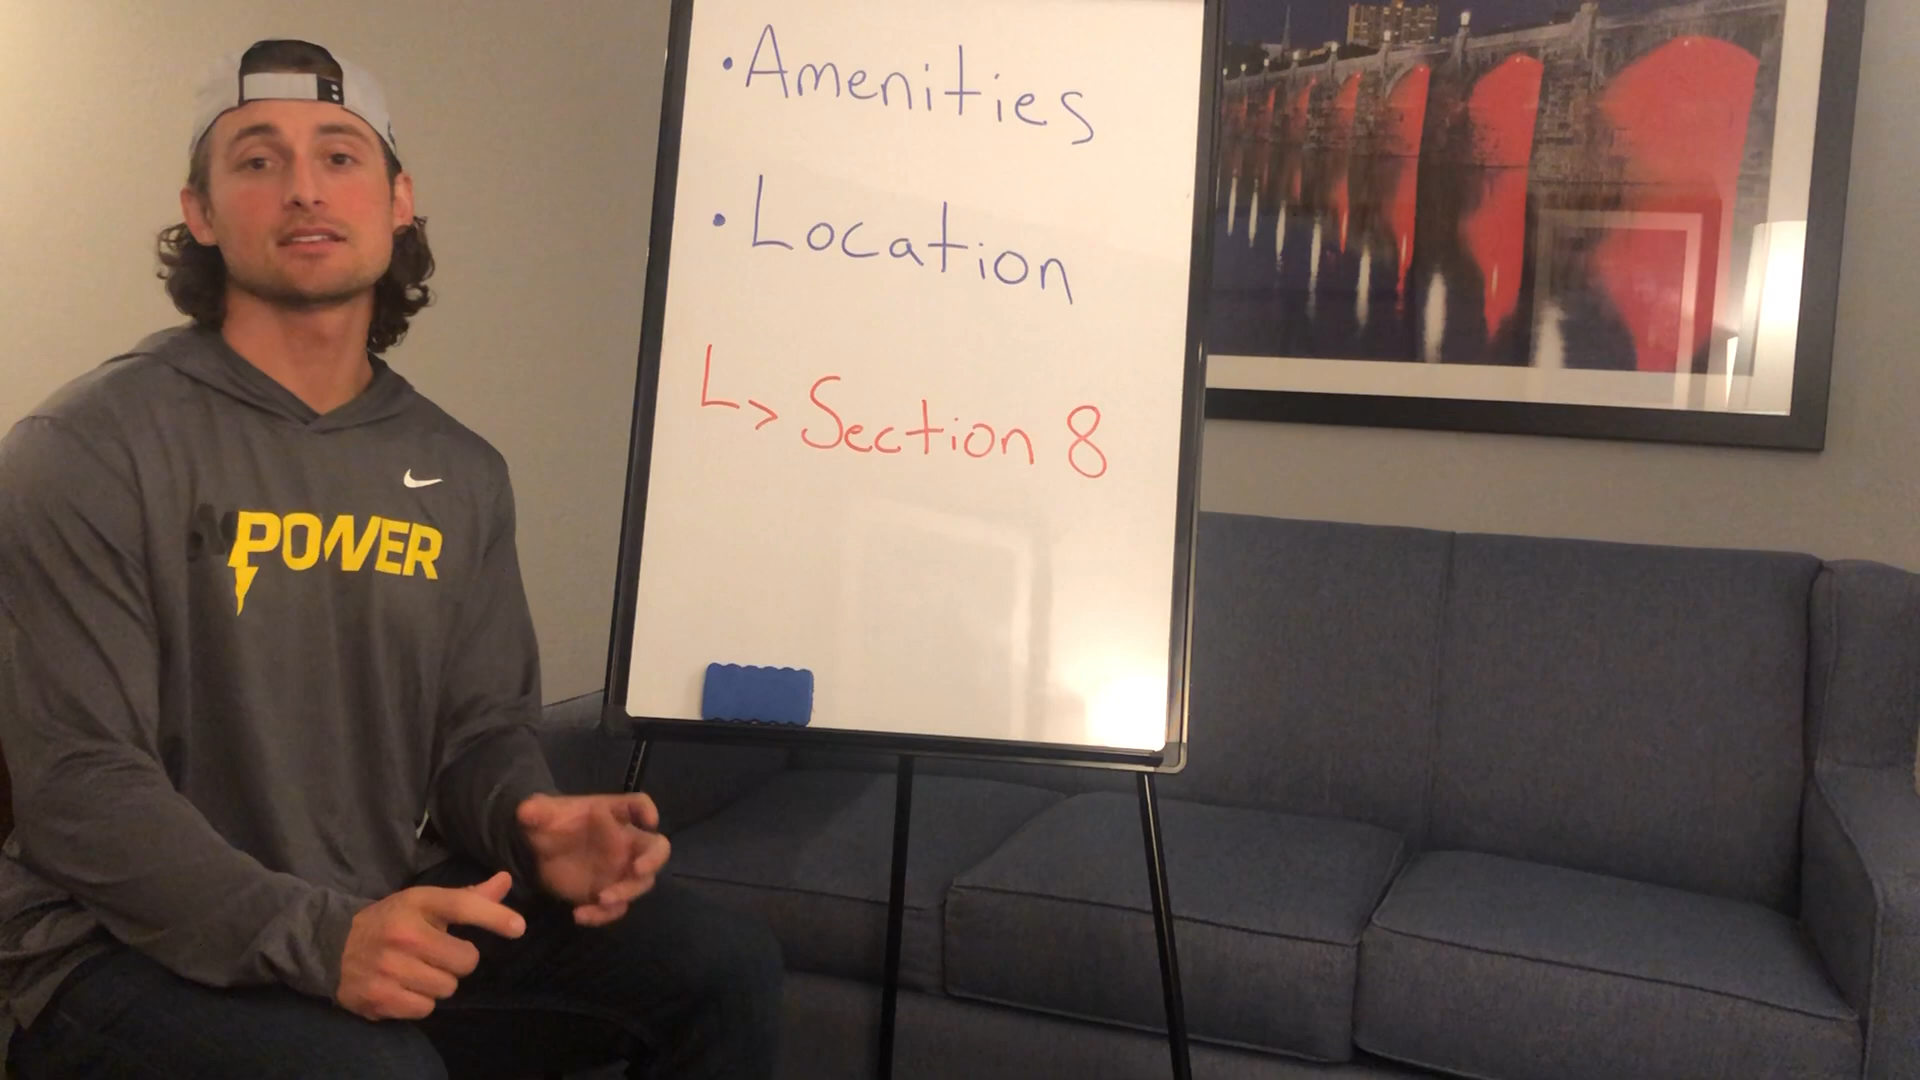 • Amenities
• Location
↳ Section 8
POWER